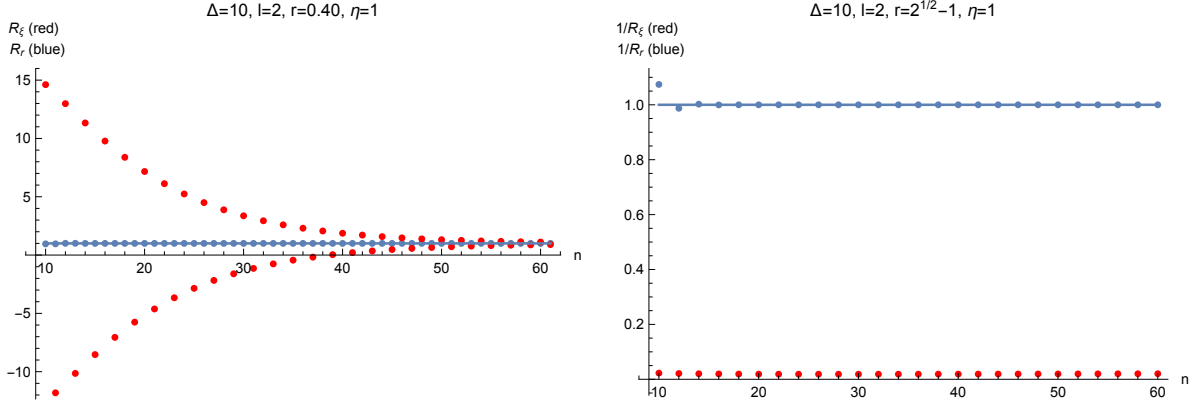 Δ=10, l=2, r=0.40, η=1
R_ξ (red)
R_r (blue)
15
10
5
-5
-10
10
20
30
40
50
60
n
Δ=10, l=2, r=2^{1/2}-1, η=1
1/R_ξ (red)
1/R_r (blue)
1.0
0.8
0.6
0.4
0.2
10
20
30
40
50
60
n